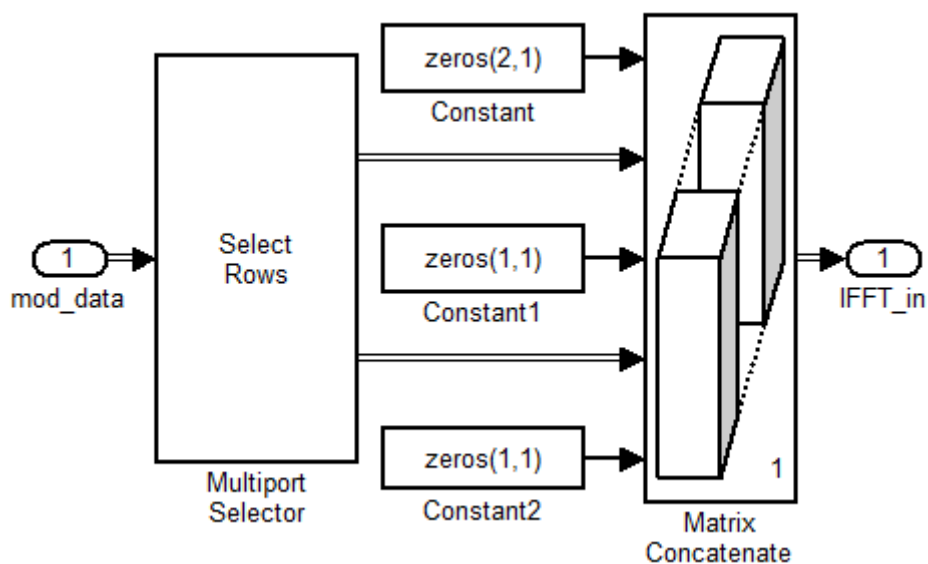 zeros(2,1)
Constant
Select
Rows
1
mod_data
zeros(1,1)
Constant1
1
IFFT_in
zeros(1,1)
Constant2
Multiport
Selector
1
Matrix
Concatenate